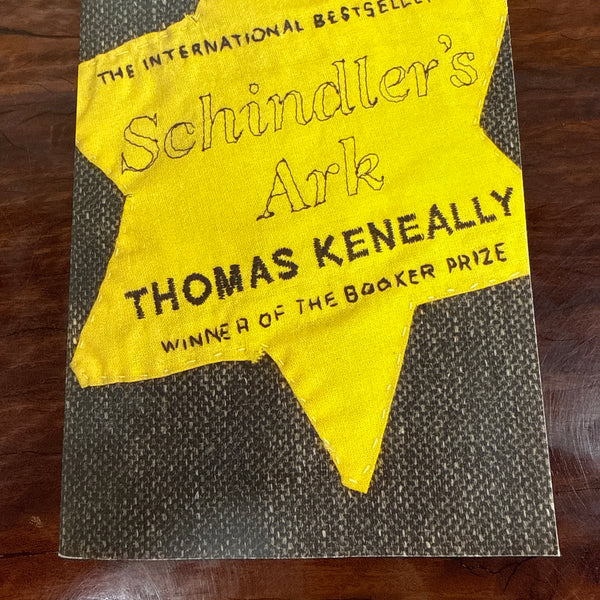 THE INTERNATIONAL BESTSELLER
Schindler's
Ark
THOMAS KENEALLY
WINNER OF THE BOOKER PRIZE